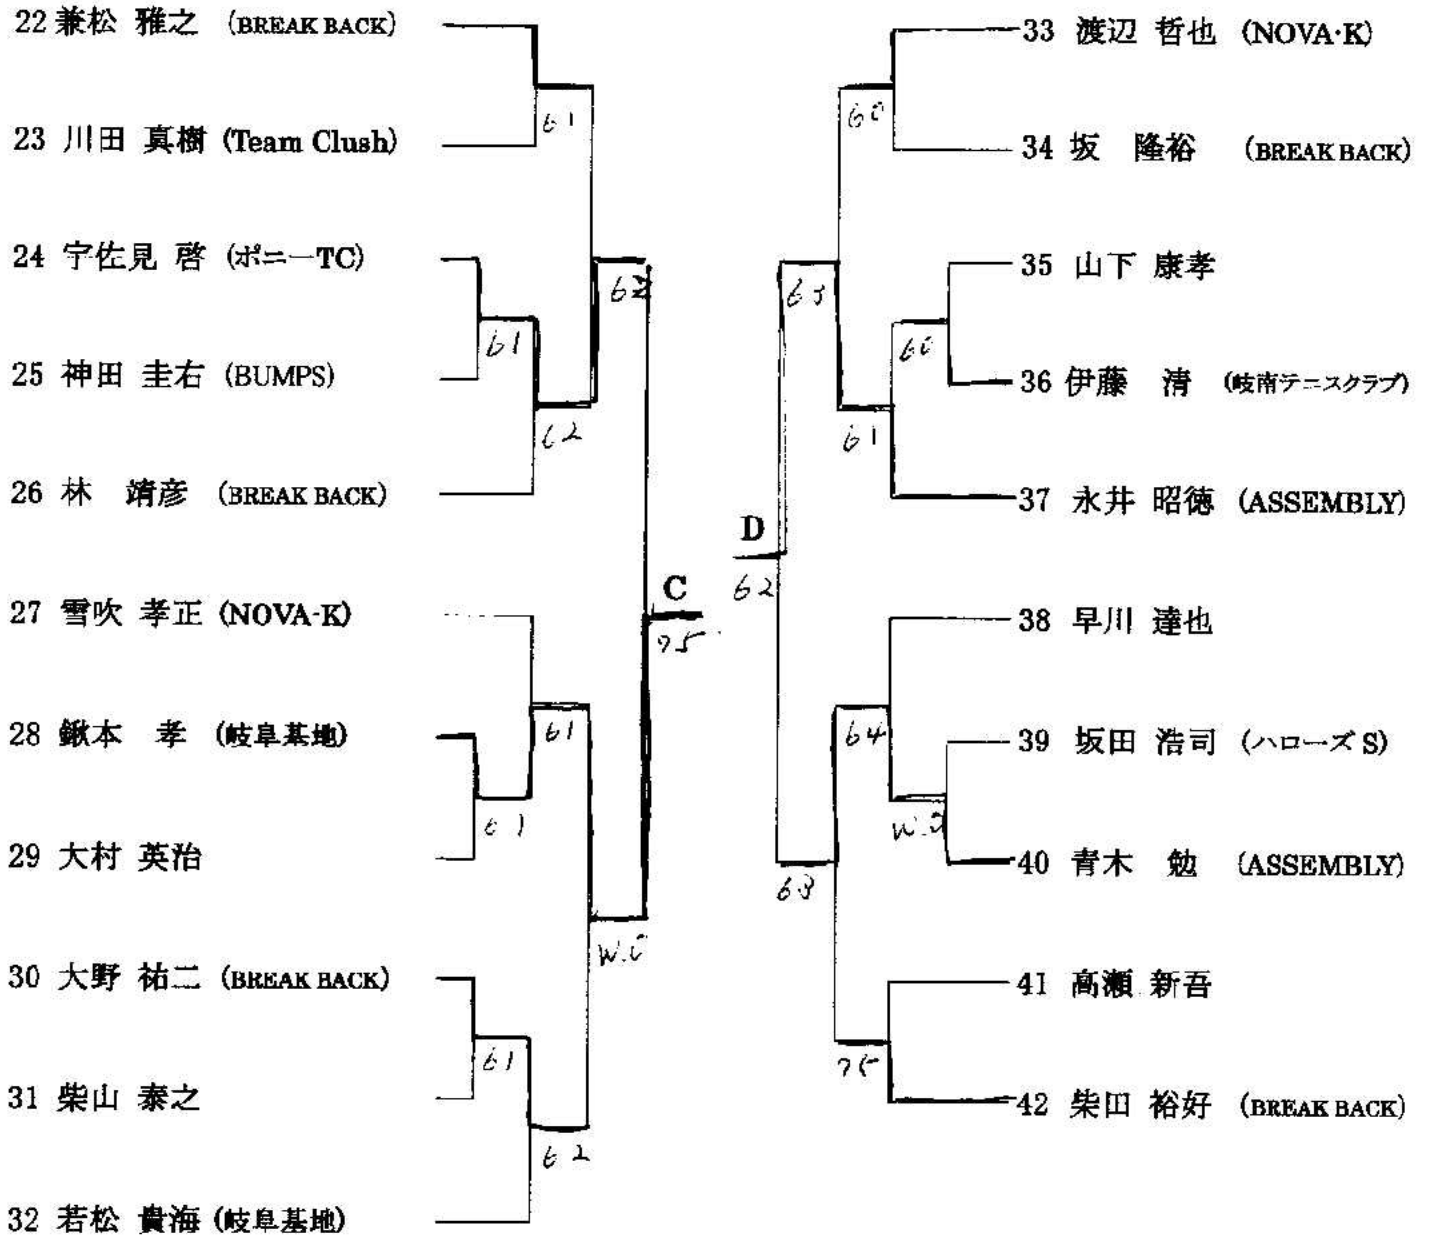 22 兼松 雅之 (BREAK BACK)
61
23 川田 真樹 (Team Clush)
24 宇佐見 啓 (ポニーTC)
62
61
25 神田 圭右 (BUMPS)
62
26 林 靖彦 (BREAK BACK)
C
75
27 雪吹 孝正 (NOVA-K)
28 鍬本 孝 (岐阜基地)
61
61
29 大村 英治
W.O
30 大野 祐二 (BREAK BACK)
61
31 柴山 泰之
62
32 若松 貴海 (岐阜基地)
33 渡辺 哲也 (NOVA·K)
60
34 坂 隆裕 (BREAK BACK)
35 山下 康孝
63
60
36 伊藤 清 (岐南テニスクラブ)
61
37 永井 昭徳 (ASSEMBLY)
D
62
38 早川 達也
64
39 坂田 浩司 (ハローズ S)
W.O
40 青木 勉 (ASSEMBLY)
63
41 高瀬 新吾
75
42 柴田 裕好 (BREAK BACK)